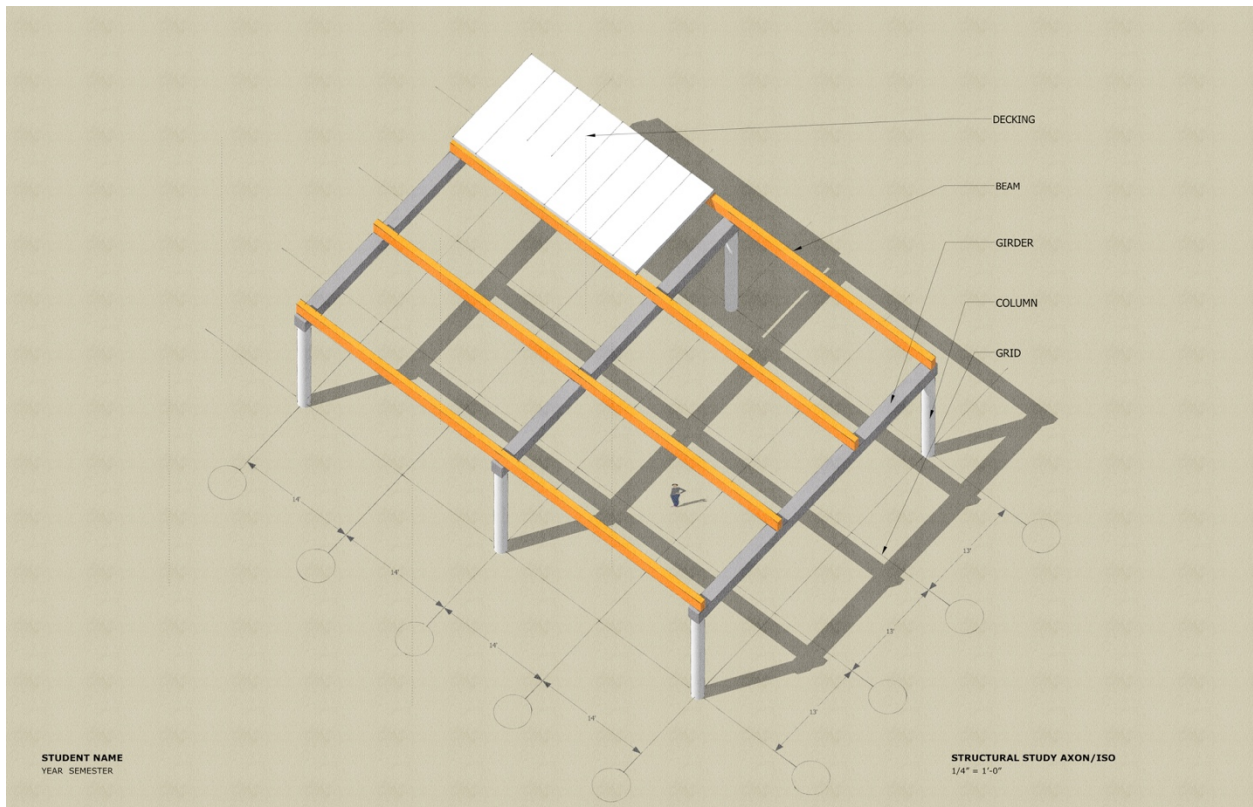 DECKING
BEAM
GIRDER
COLUMN
GRID
14'
14'
14'
14'
13'
13'
13'
STUDENT NAME
YEAR SEMESTER
STRUCTURAL STUDY AXON/ISO
1/4" = 1'-0"